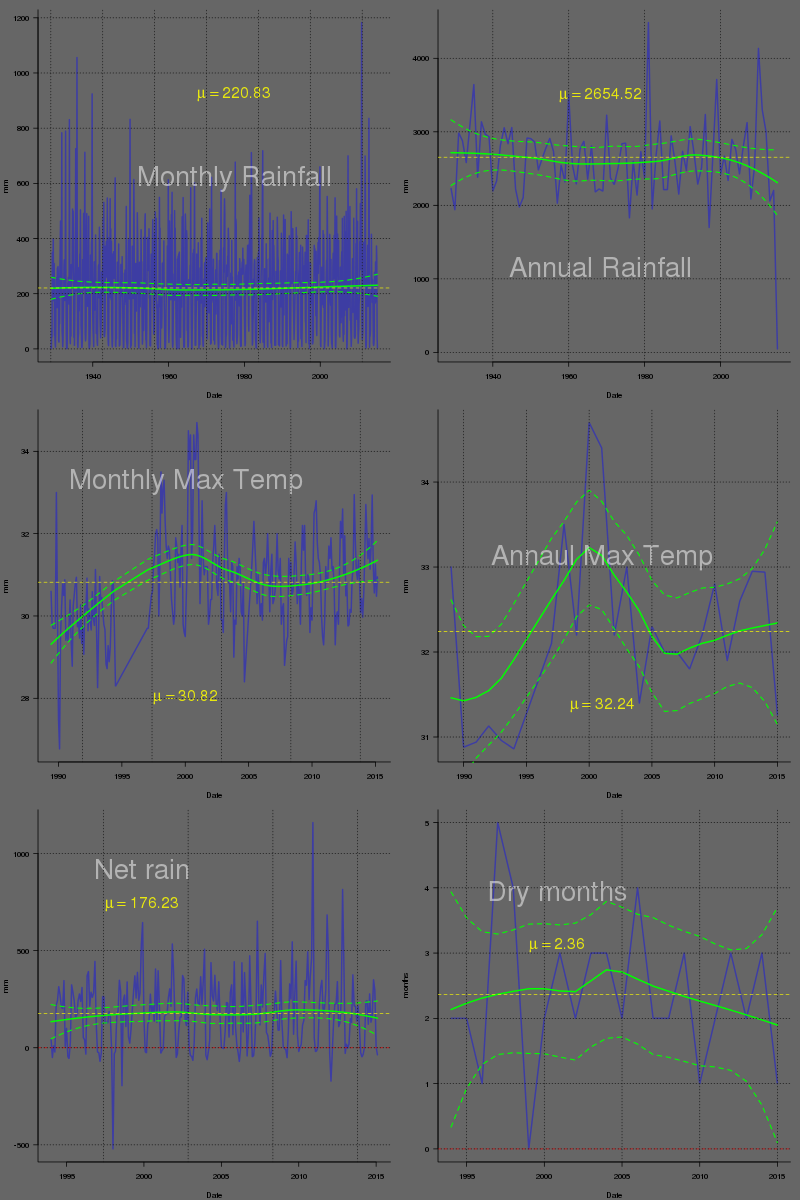 1200
1000
800
600
400
200
0
mm
μ = 220.83
Monthly Rainfall
1940
1960
1980
2000
Date
4000
3000
2000
1000
0
mm
μ = 2654.52
Annual Rainfall
1940
1960
1980
2000
Date
34
32
30
28
mm
Monthly Max Temp
μ = 30.82
1990
1995
2000
2005
2010
2015
Date
34
33
32
31
mm
Annaul Max Temp
μ = 32.24
1990
1995
2000
2005
2010
2015
Date
1000
500
0
-500
mm
Net rain
μ = 176.23
1995
2000
2005
2010
2015
Date
5
4
3
2
1
0
months
Dry months
μ = 2.36
1995
2000
2005
2010
2015
Date